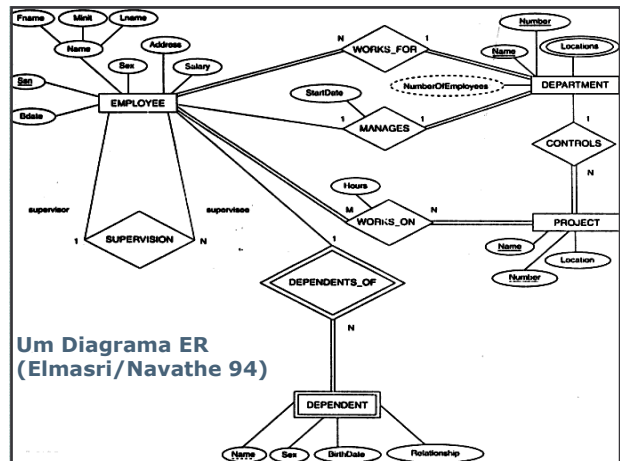 Fname Minit Lname
Name
Address
Sex
Salary
Ssn
Bdate
EMPLOYEE
N WORKS_FOR 1
Number
Name
Locations
NumberOfEmployees
DEPARTMENT
StartDate
1 MANAGES 1
1
CONTROLS
N
Hours
M WORKS_ON N
PROJECT
Name
Number
Location
supervisor
supervisee
1 SUPERVISION N
1
DEPENDENTS_OF
N
Um Diagrama ER
(Elmasri/Navathe 94)
DEPENDENT
Name Sex BirthDate Relationship